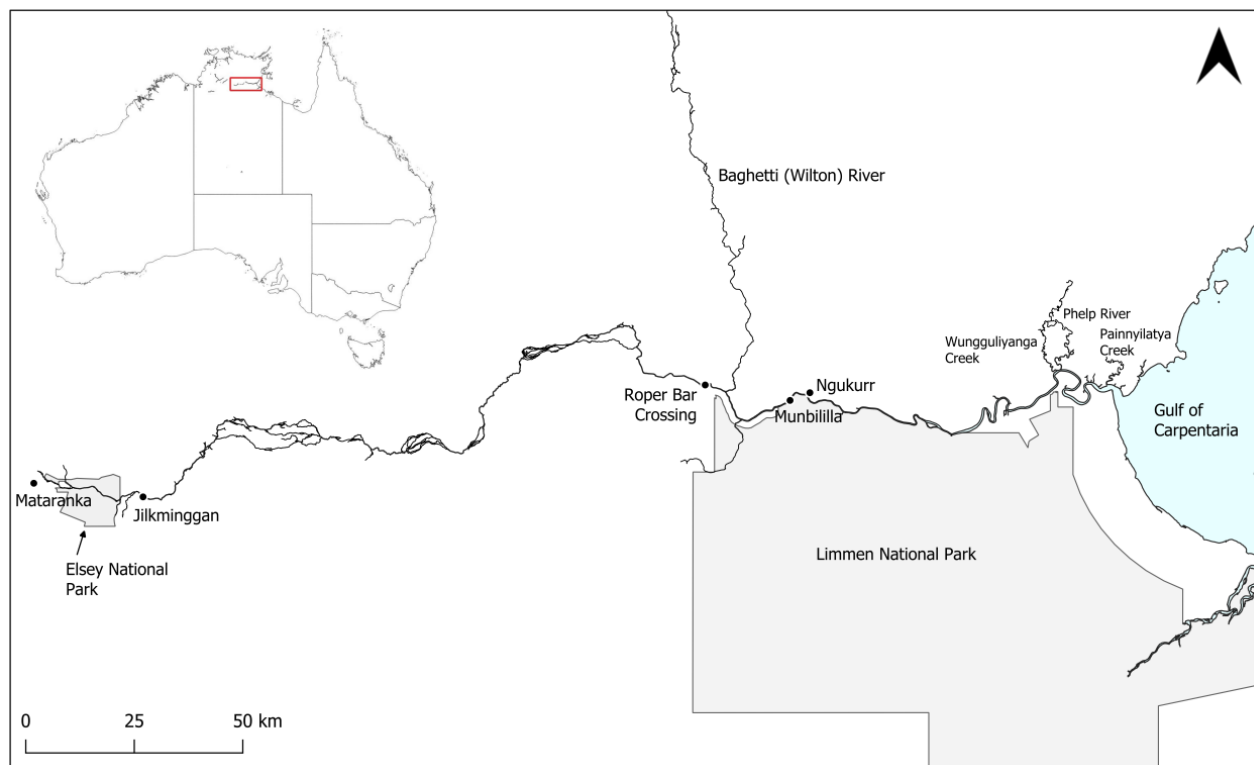 Baghetti (Wilton) River
Phelp River
Painnyilatya
Creek
Wungguliyanga
Creek
Ngukurr
Roper Bar
Crossing
Munbililla
Gulf of
Carpentaria
Mataranka
Jilkminggan
Elsey National
Park
Limmen National Park
0 25 50 km